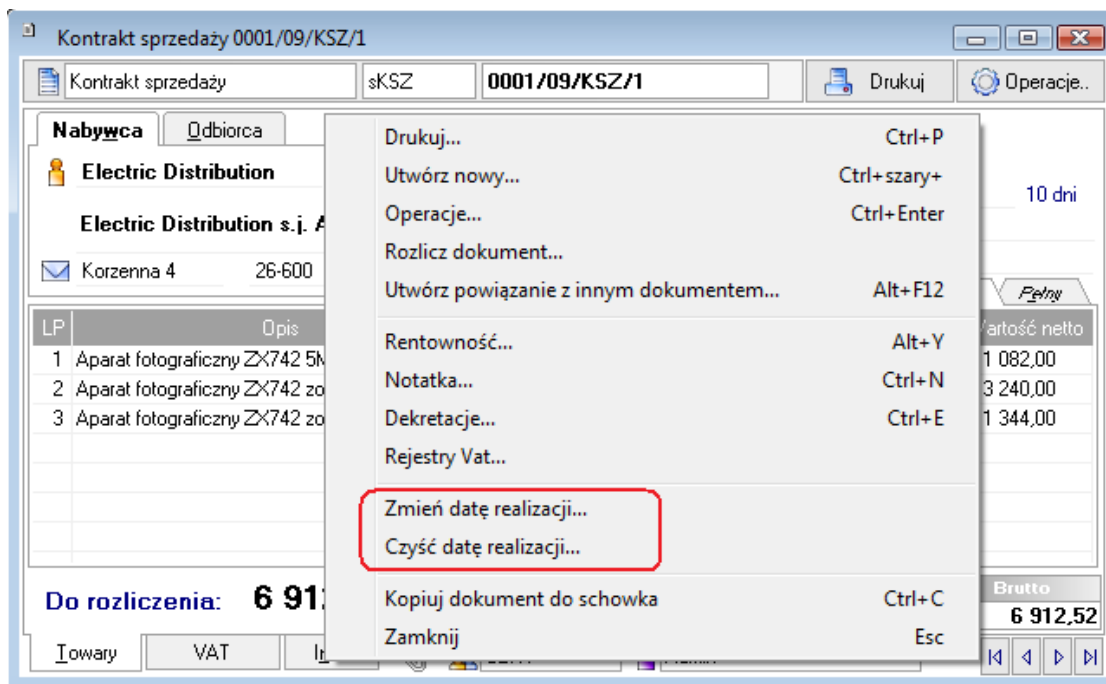 Kontrakt sprzedaży 0001/09/KSZ/1
Kontrakt sprzedaży sKSZ 0001/09/KSZ/1 Drukuj Operacje..
Nabywca Odbiorca
Electric Distribution
10 dni
Electric Distribution s.j.
Korzenna 4 26-600
Pełny
LP Opis netto
1 Aparat fotograficzny ZX742 1 082,00
2 Aparat fotograficzny ZX742 3 240,00
3 Aparat fotograficzny ZX742 1 344,00
Drukuj... Ctrl+P
Utwórz nowy... Ctrl+szary+
Operacje... Ctrl+Enter
Rozlicz dokument...
Utwórz powiązanie z innym dokumentem... Alt+F12
Rentowność... Alt+Y
Notatka... Ctrl+N
Dekretacje... Ctrl+E
Rejestry Vat...
Zmień datę realizacji...
Czyść datę realizacji...
Kopiuj dokument do schowka Ctrl+C
Zamknij Esc
Do rozliczenia: 6 91
Brutto
6 912,52
Towary VAT